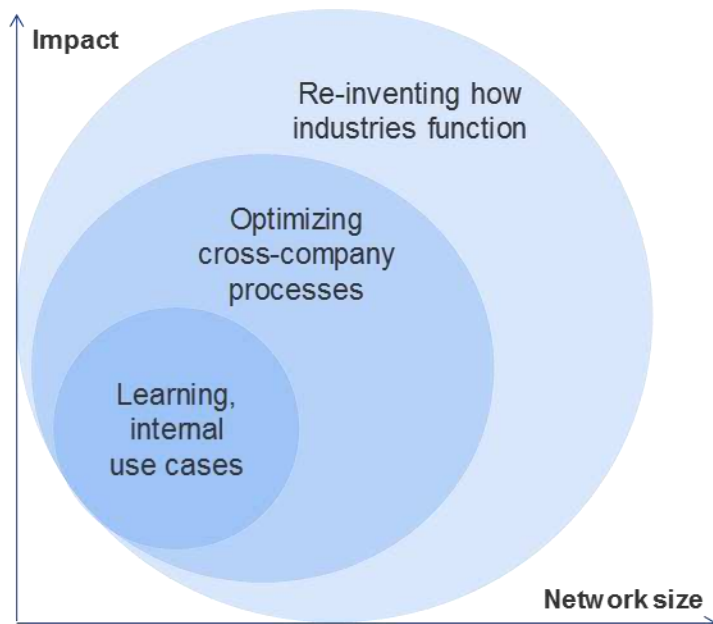 Impact
Re-inventing how
industries function
Optimizing
cross-company
processes
Learning,
internal
use cases
Network size